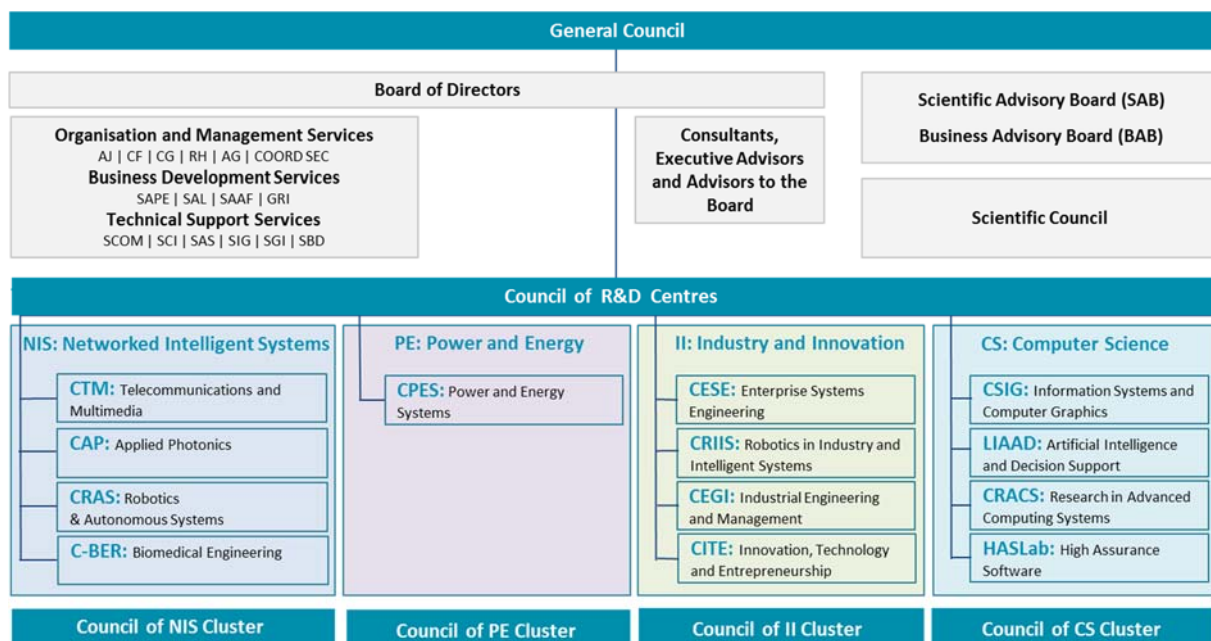 General Council
Board of Directors
Organisation and Management Services
AJ | CF | CG | RH | AG | COORD SEC
Business Development Services
SAPE | SAL | SAAF | GRI
Technical Support Services
SCOM | SCI | SAS | SIG | SGI | SBD
Consultants,
Executive Advisors
and Advisors to the
Board
Scientific Advisory Board (SAB)
Business Advisory Board (BAB)
Scientific Council
Council of R&D Centres
NIS: Networked Intelligent Systems
CTM: Telecommunications and
Multimedia
CAP: Applied Photonics
CRAS: Robotics
& Autonomous Systems
C-BER: Biomedical Engineering
Council of NIS Cluster
PE: Power and Energy
CPES: Power and Energy
Systems
Council of PE Cluster
II: Industry and Innovation
CESE: Enterprise Systems
Engineering
CRIIS: Robotics in Industry and
Intelligent Systems
CEGI: Industrial Engineering
and Management
CITE: Innovation, Technology
and Entrepreneurship
Council of II Cluster
CS: Computer Science
CSIG: Information Systems and
Computer Graphics
LIAAD: Artificial Intelligence
and Decision Support
CRACS: Research in Advanced
Computing Systems
HASLab: High Assurance
Software
Council of CS Cluster